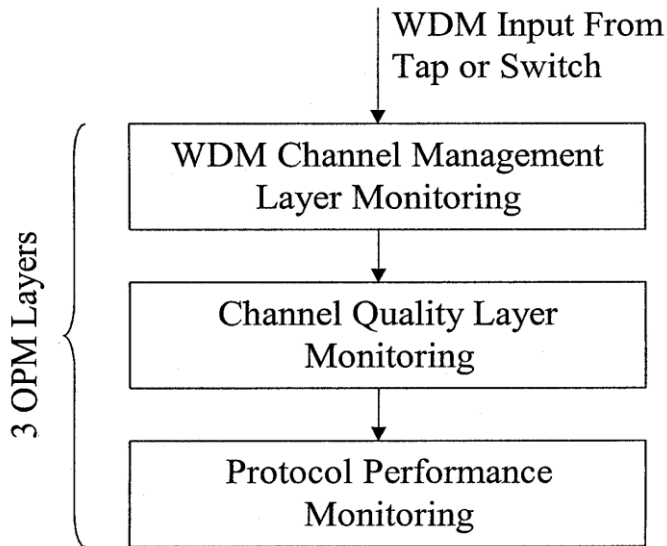 WDM Input From
Tap or Switch
3 OPM Layers
WDM Channel Management
Layer Monitoring
Channel Quality Layer
Monitoring
Protocol Performance
Monitoring